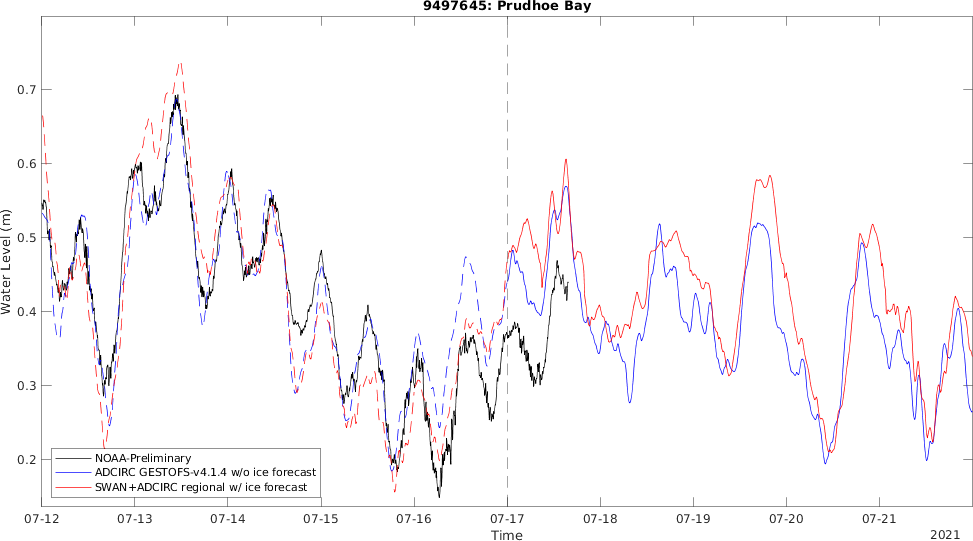 9497645: Prudhoe Bay
Water Level (m)
0.7
0.6
0.5
0.4
0.3
0.2
NOAA-Preliminary
ADCIRC GESTOFS-v4.1.4 w/o ice forecast
SWAN+ADCIRC regional w/ ice forecast
07-12 07-13 07-14 07-15 07-16 07-17 07-18 07-19 07-20 07-21
Time
2021